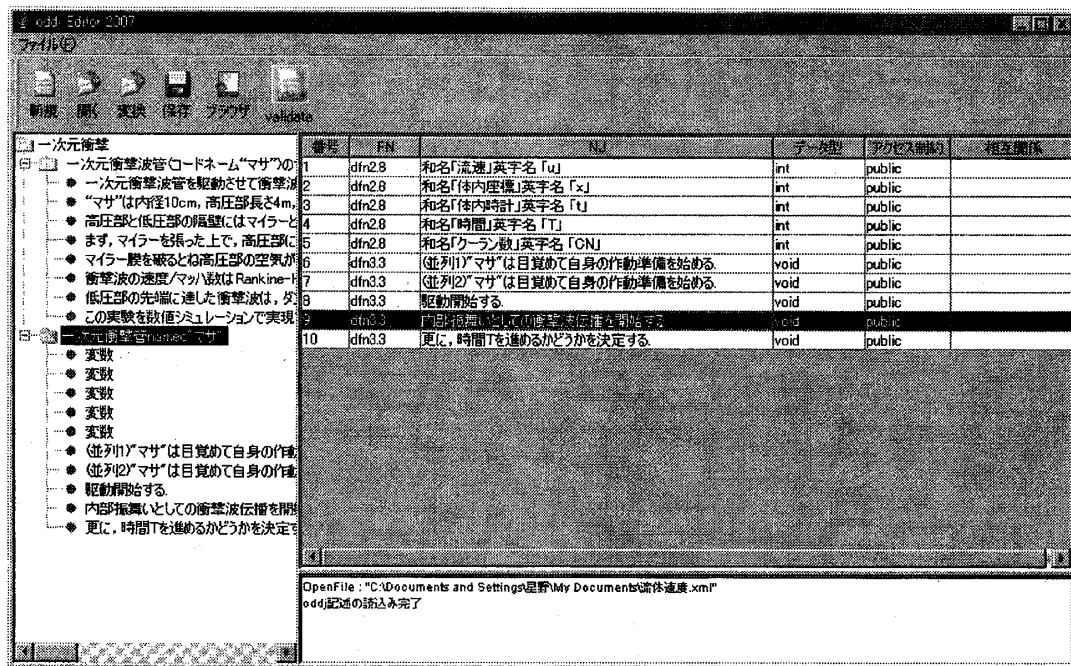 oddj Editor 2007
ファイル(F)
新規 開く 変換 保存 ブラウザ validate
一次元衝撃
一次元衝撃波管(コードネーム“マサ”)の
一次元衝撃波管を駆動させて衝撃波
“マサ”は内径10cm, 高圧部長さ4m,
高圧部と低圧部の隔壁にはマイラーと
まず, マイラーを張った上で, 高圧部に
マイラー膜を破るとね高圧部の空気が
衝撃波の速度/マッハ数はRankine-H
低圧部の先端に達した衝撃波は, ダ
この実験を数値シミュレーションで実現
一次元衝撃管named"マサ"
変数
変数
変数
変数
変数
(並列1)"マサ"は目覚めて自身の作動
(並列2)"マサ"は目覚めて自身の作動
駆動開始する.
内部振舞いとしての衝撃波伝播を開始
更に, 時間Tを進めるかどうかを決定す
番号 FN NJ データ型 アクセス制約 相互関係
1 dfn2.8 和名「流速」英字名「u」 int public
2 dfn2.8 和名「体内座標」英字名「x」 int public
3 dfn2.8 和名「体内時計」英字名「t」 int public
4 dfn2.8 和名「時間」英字名「T」 int public
5 dfn2.8 和名「クーラン数」英字名「CN」 int public
6 dfn3.3 (並列1)"マサ"は目覚めて自身の作動準備を始める. void public
7 dfn3.3 (並列2)"マサ"は目覚めて自身の作動準備を始める. void public
8 dfn3.3 駆動開始する. void public
9 dfn3.3 内部振舞いとしての衝撃波伝播を開始する. void public
10 dfn3.3 更に, 時間Tを進めるかどうかを決定する. void public
OpenFile : "C:\Documents and Settings\星野\My Documents\流体速度.xml"
oddj記述の読込み完了